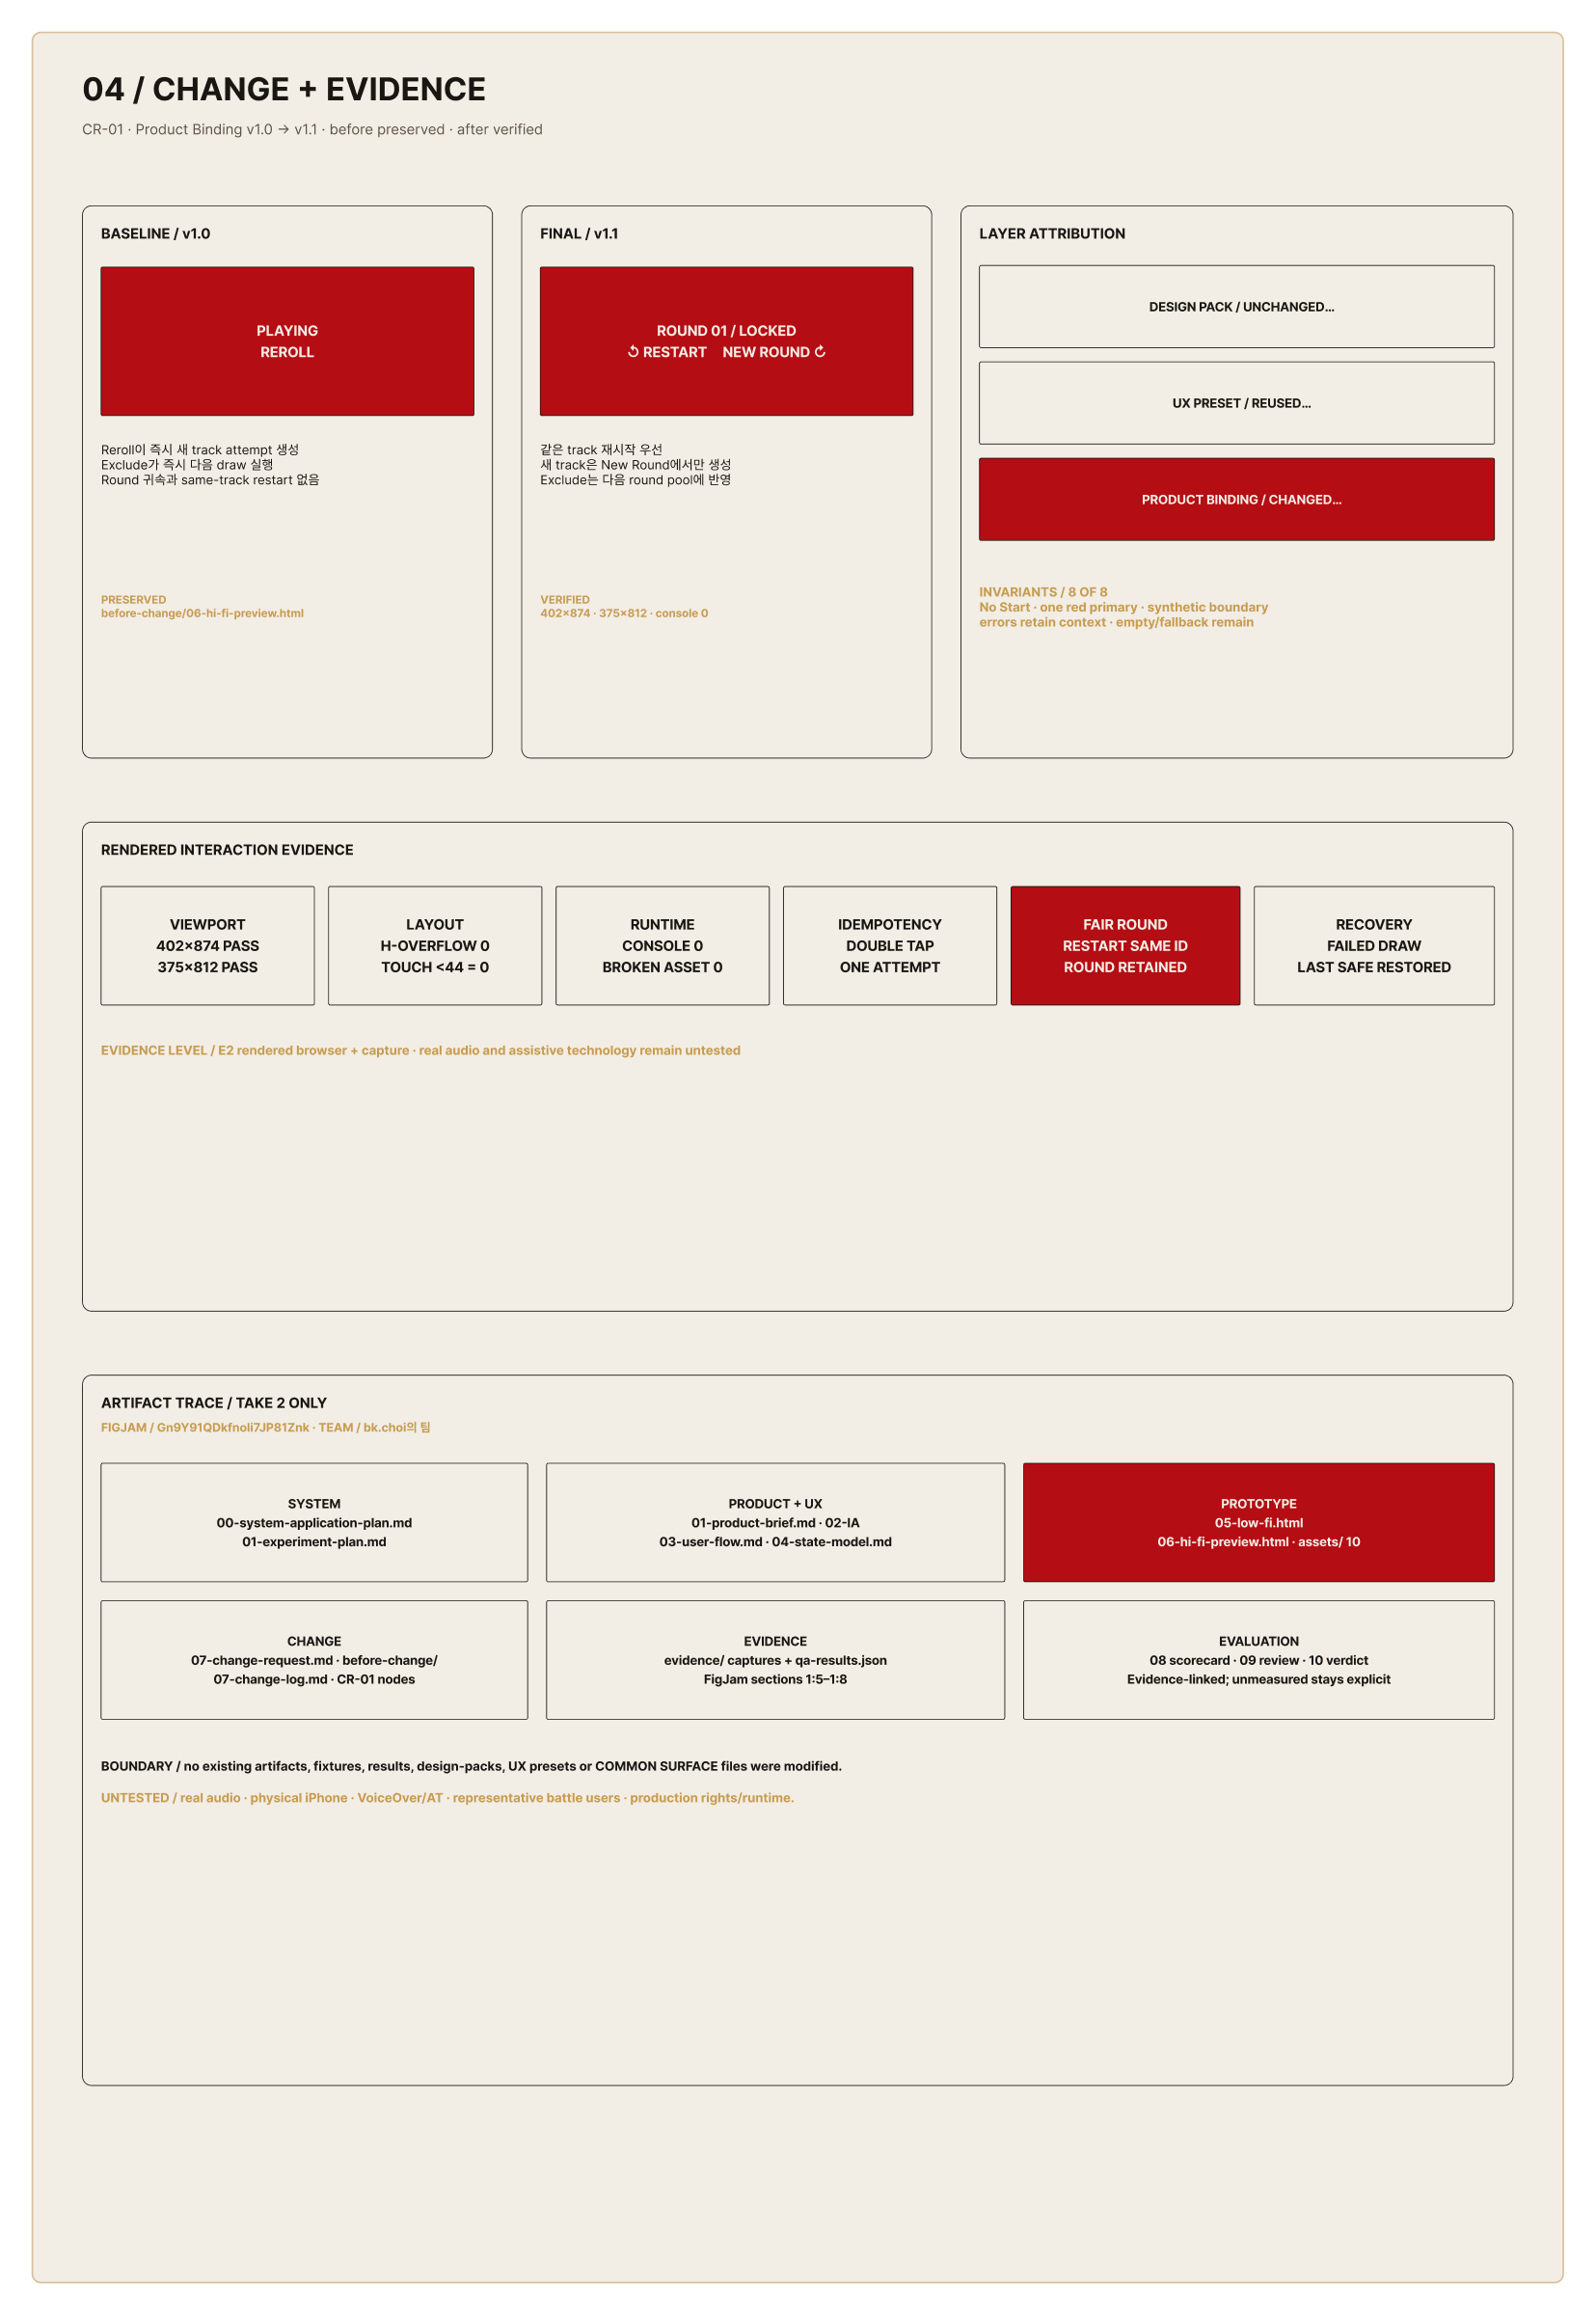 04 / CHANGE + EVIDENCE
CR-01 · Product Binding v1.0 → v1.1 · before preserved · after verified
BASELINE / v1.0
PLAYING
REROLL
Reroll이 즉시 새 track attempt 생성
Exclude가 즉시 다음 draw 실행
Round 귀속과 same-track restart 없음
PRESERVED
before-change/06-hi-fi-preview.html
FINAL / v1.1
ROUND 01 / LOCKED
↺ RESTART NEW ROUND ↻
같은 track 재시작 우선
새 track은 New Round에서만 생성
Exclude는 다음 round pool에 반영
VERIFIED
402×874 · 375×812 · console 0
LAYER ATTRIBUTION
DESIGN PACK / UNCHANGED…
UX PRESET / REUSED…
PRODUCT BINDING / CHANGED…
INVARIANTS / 8 OF 8
No Start · one red primary · synthetic boundary
errors retain context · empty/fallback remain
RENDERED INTERACTION EVIDENCE
VIEWPORT
402×874 PASS
375×812 PASS
LAYOUT
H-OVERFLOW 0
TOUCH <44 = 0
RUNTIME
CONSOLE 0
BROKEN ASSET 0
IDEMPOTENCY
DOUBLE TAP
ONE ATTEMPT
FAIR ROUND
RESTART SAME ID
ROUND RETAINED
RECOVERY
FAILED DRAW
LAST SAFE RESTORED
EVIDENCE LEVEL / E2 rendered browser + capture · real audio and assistive technology remain untested
ARTIFACT TRACE / TAKE 2 ONLY
FIGJAM / Gn9Y91QDkfnoli7JP81Znk · TEAM / bk.choi의 팀
SYSTEM
00-system-application-plan.md
01-experiment-plan.md
PRODUCT + UX
01-product-brief.md · 02-IA
03-user-flow.md · 04-state-model.md
PROTOTYPE
05-low-fi.html
06-hi-fi-preview.html · assets/ 10
CHANGE
07-change-request.md · before-change/
07-change-log.md · CR-01 nodes
EVIDENCE
evidence/ captures + qa-results.json
FigJam sections 1:5–1:8
EVALUATION
08 scorecard · 09 review · 10 verdict
Evidence-linked; unmeasured stays explicit
BOUNDARY / no existing artifacts, fixtures, results, design-packs, UX presets or COMMON SURFACE files were modified.
UNTESTED / real audio · physical iPhone · VoiceOver/AT · representative battle users · production rights/runtime.